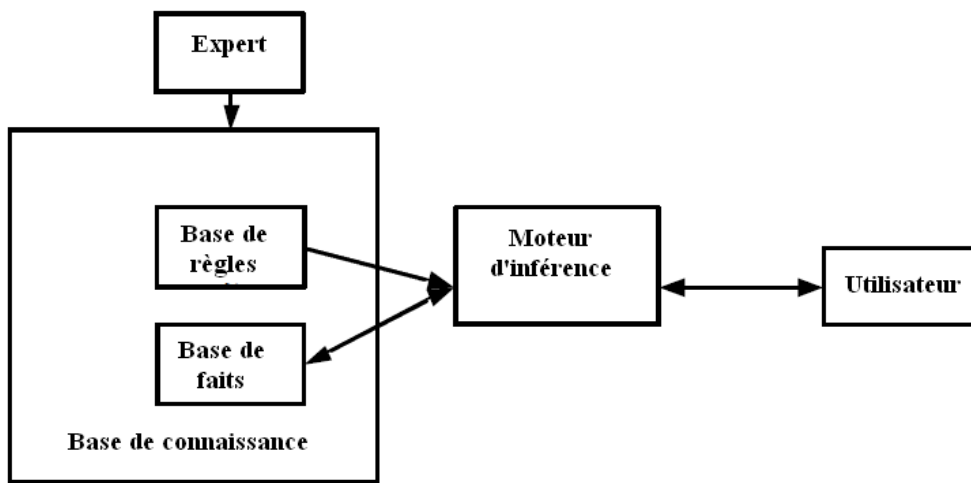 Expert
Base de
règles
Moteur
d'inférence
Utilisateur
Base de
faits
Base de connaissance